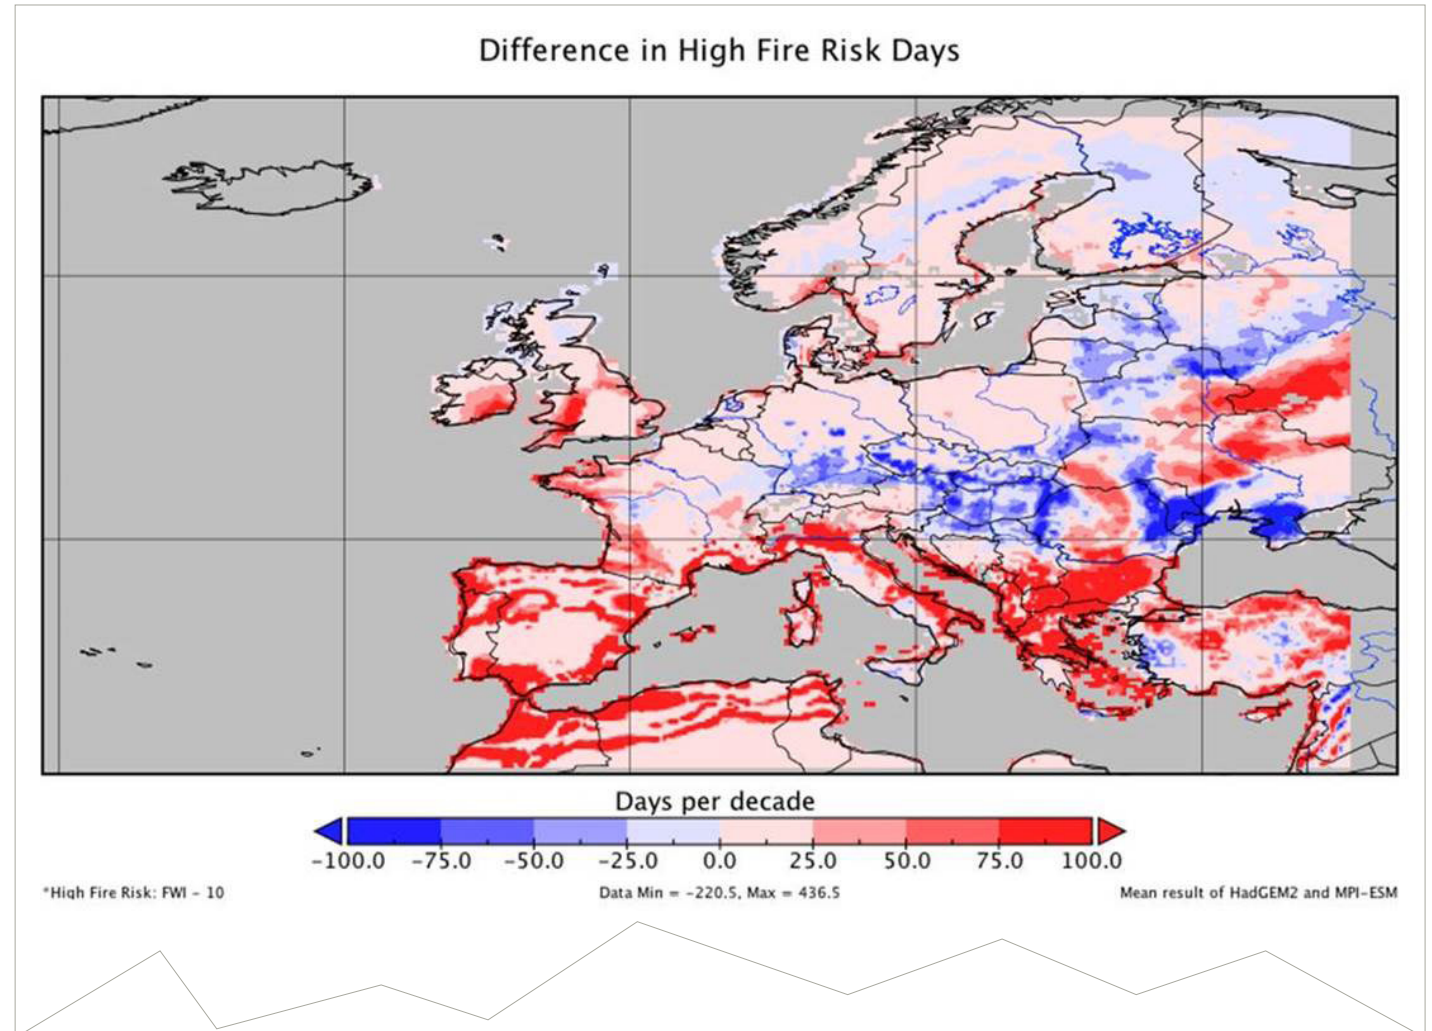 Difference in High Fire Risk Days
Days per decade
-100.0 -75.0 -50.0 -25.0 0.0 25.0 50.0 75.0 100.0
*High Fire Risk: FWI - 10 Data Min = -220.5, Max = 436.5 Mean result of HadGEM2 and MPI-ESM